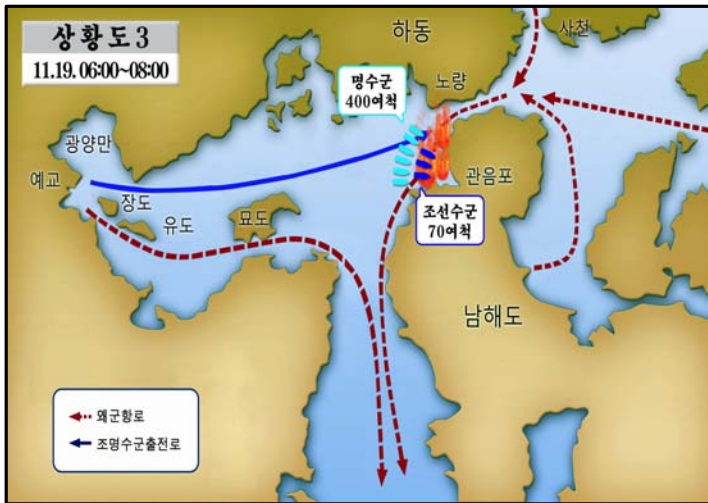 상황도 3
11.19. 06:00~08:00
하동
사천
명수군
400여척
노량
광양만
예교
장도
유도
묘도
관음포
조선수군
70여척
남해도
왜군항로
조명수군출전로